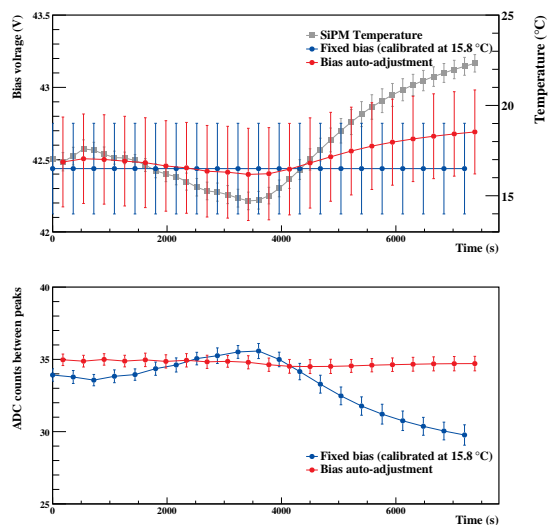 43.5
25
SiPM Temperature
Fixed bias (calibrated at 15.8 °C)
Bias auto-adjustment
Bias volrage (V)
Temperature (°C)
43
20
42.5
15
42
0
2000
4000
6000
Time (s)
40
ADC counts between peaks
35
30
Fixed bias (calibrated at 15.8 °C)
Bias auto-adjustment
25
0
2000
4000
6000
Time (s)